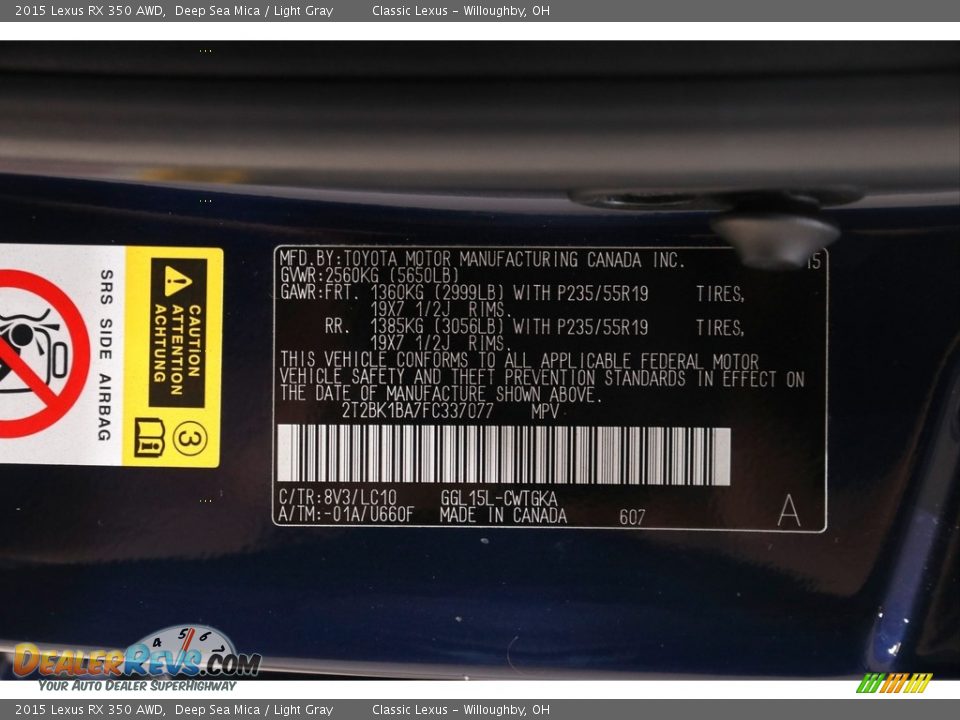 2015 Lexus RX 350 AWD, Deep Sea Mica / Light Gray Classic Lexus - Willoughby, OH
MFD.BY:TOYOTA MOTOR MANUFACTURING CANADA INC. 15
GVWR:2560KG (5650LB)
GAWR:FRT. 1360KG (2999LB) WITH P235/55R19 TIRES,
19X7 1/2J RIMS.
RR. 1385KG (3056LB) WITH P235/55R19 TIRES,
19X7 1/2J RIMS.
THIS VEHICLE CONFORMS TO ALL APPLICABLE FEDERAL MOTOR
VEHICLE SAFETY AND THEFT PREVENTION STANDARDS IN EFFECT ON
THE DATE OF MANUFACTURE SHOWN ABOVE.
2T2BK1BA7FC337077 MPV
C/TR:8V3/LC10 GGL15L-CWTGKA
A/TM:-01A/U660F MADE IN CANADA 607 A
CAUTION
ATTENTION
ACHTUNG
3
SRS SIDE AIRBAG
4 5 6 7
DEALERREVS.COM
YOUR AUTO DEALER SUPERHIGHWAY
2015 Lexus RX 350 AWD, Deep Sea Mica / Light Gray Classic Lexus - Willoughby, OH